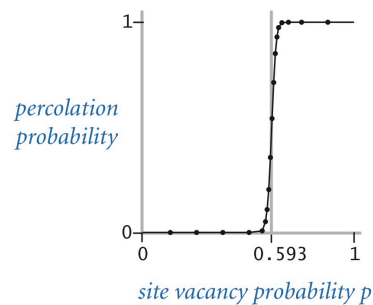 1
percolation
probability
0
0 0.593 1
site vacancy probability p